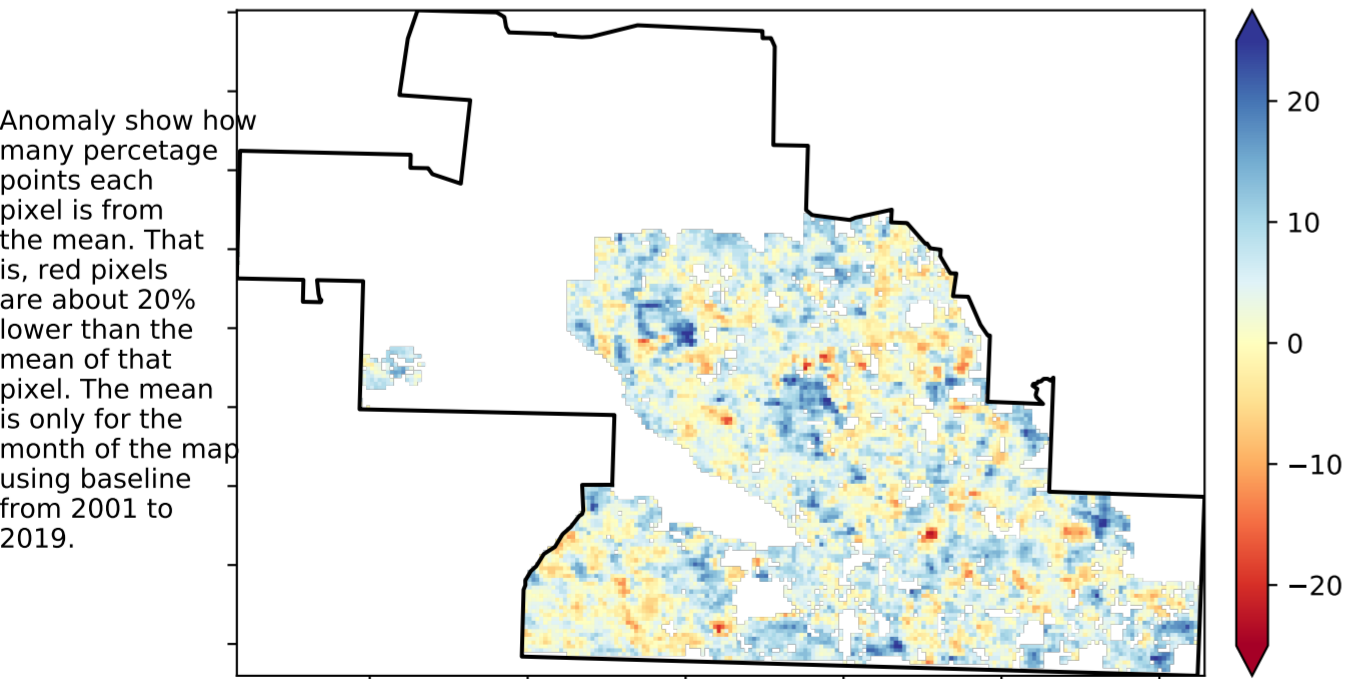 Anomaly show how
many percetage
points each
pixel is from
the mean. That
is, red pixels
are about 20%
lower than the
mean of that
pixel. The mean
is only for the
month of the map
using baseline
from 2001 to
2019.
20
10
0
−10
−20